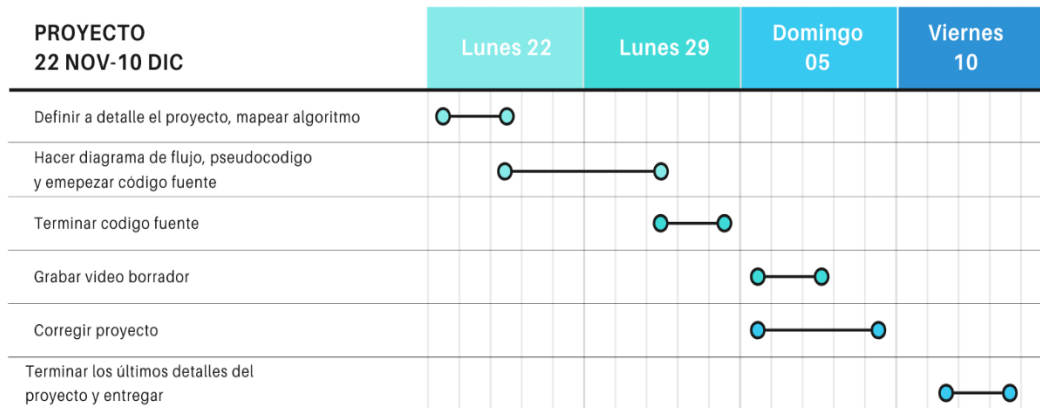 PROYECTO
22 NOV-10 DIC
Lunes 22
Lunes 29
Domingo
05
Viernes
10
Definir a detalle el proyecto, mapear algoritmo
Hacer diagrama de flujo, pseudocodigo
y emepezar código fuente
Terminar codigo fuente
Grabar video borrador
Corregir proyecto
Terminar los últimos detalles del
proyecto y entregar